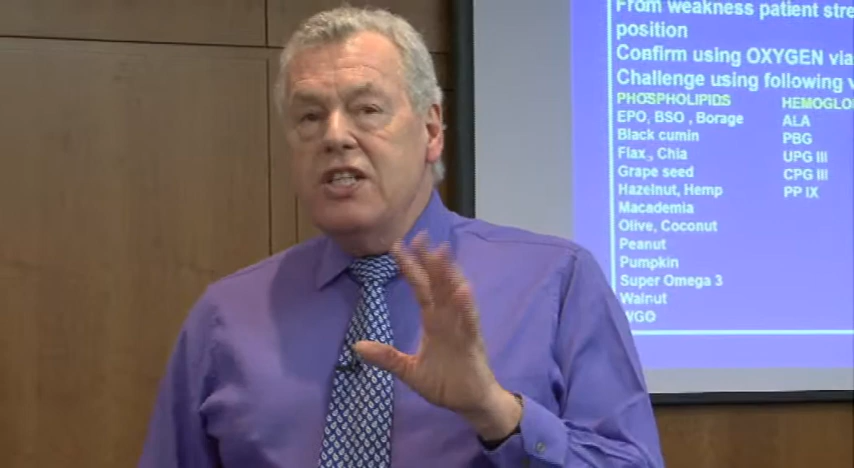 From weakness patient stre
position
Confirm using OXYGEN via
Challenge using following v
PHOSPHOLIPIDS
EPO, BSO , Borage
Black cumin
Flax,, Chia
Grape seed
Hazelnut, Hemp
Macademia
Olive, Coconut
Peanut
Pumpkin
Super Omega 3
Walnut
WGO
HEMOGLO
ALA
PBG
UPG III
CPG III
PP IX